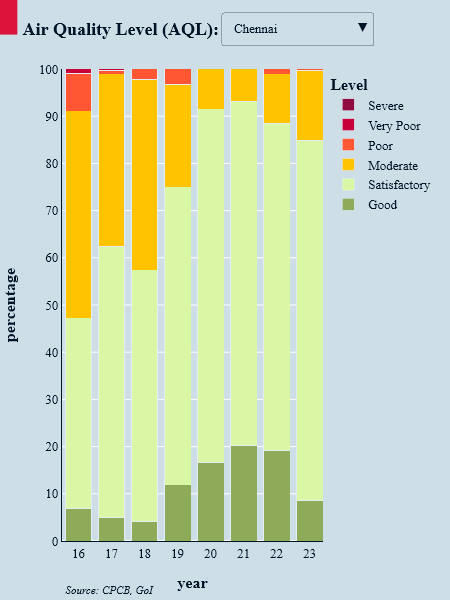 Air Quality Level (AQL): Chennai
Level
Severe
Very Poor
Poor
Moderate
Satisfactory
Good
percentage
100
90
80
70
60
50
40
30
20
10
0
16 17 18 19 20 21 22 23
year
Source: CPCB, GoI